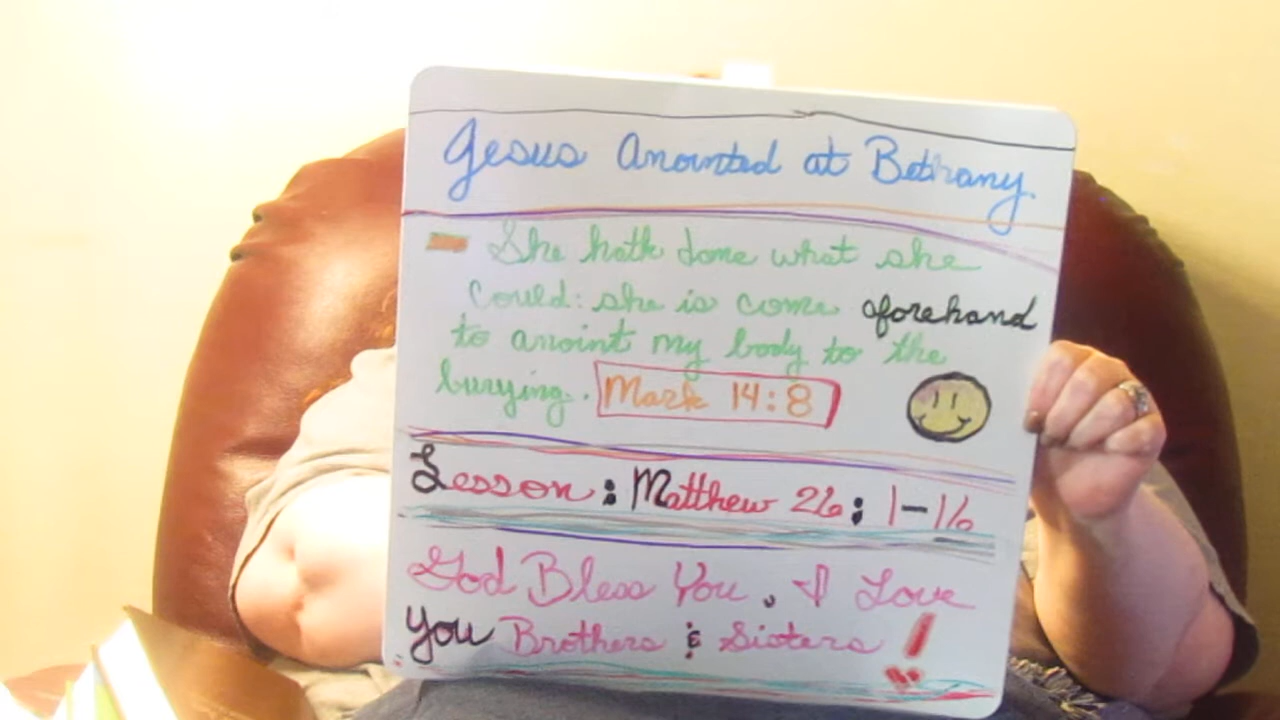 Jesus Anointed at Bethany.
- She hath done what she
could: she is come aforehand
to anoint my body to the
burying. Mark 14:8
Lesson: Matthew 26: 1-16
God Bless You, I Love
You Brothers & Sisters!